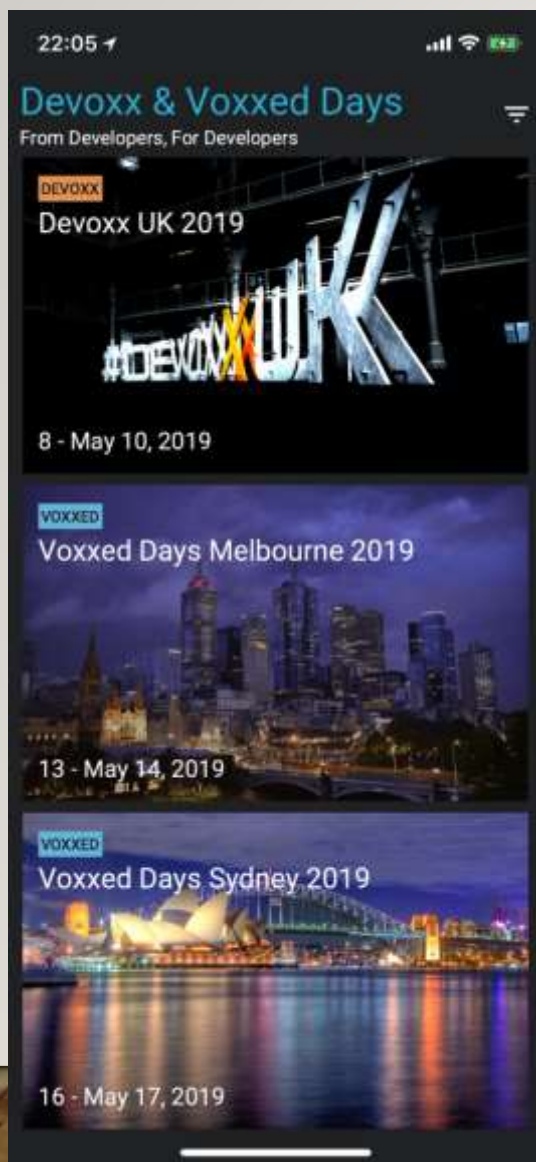 22:05
Devoxx & Voxxed Days
From Developers, For Developers
DEVOXX
Devoxx UK 2019
#DEVOXXUK
8 - May 10, 2019
VOXXED
Voxxed Days Melbourne 2019
13 - May 14, 2019
VOXXED
Voxxed Days Sydney 2019
16 - May 17, 2019